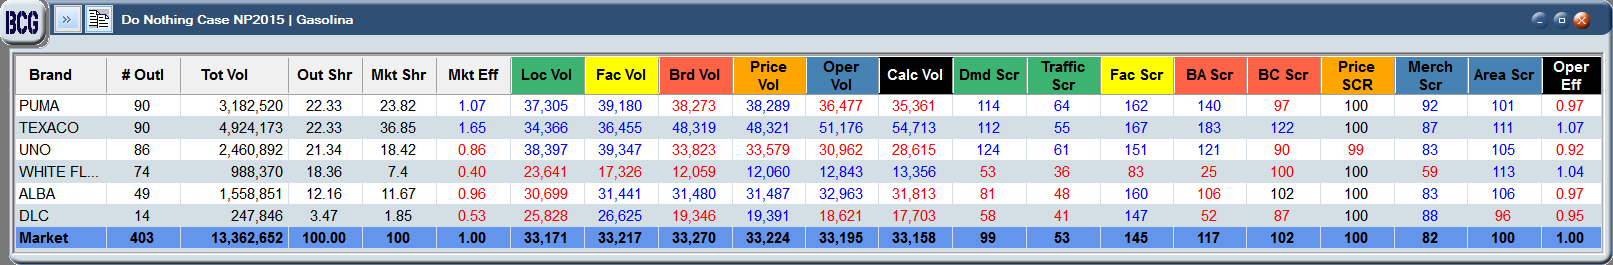 BCG » Do Nothing Case NP2015 | Gasolina
Brand # Outl Tot Vol Out Shr Mkt Shr Mkt Eff Loc Vol Fac Vol Brd Vol Price Vol Oper Vol Calc Vol Dmd Scr Traffic Scr Fac Scr BA Scr BC Scr Price SCR Merch Scr Area Scr Oper Eff
PUMA 90 3,182,520 22.33 23.82 1.07 37,305 39,180 38,273 38,289 36,477 35,361 114 64 162 140 97 100 92 101 0.97
TEXACO 90 4,924,173 22.33 36.85 1.65 34,366 36,455 48,319 48,321 51,176 54,713 112 55 167 183 122 100 87 111 1.07
UNO 86 2,460,892 21.34 18.42 0.86 38,397 39,347 33,823 33,579 30,962 28,615 124 61 151 121 90 99 83 105 0.92
WHITE FL... 74 988,370 18.36 7.4 0.40 23,641 17,326 12,059 12,060 12,843 13,356 53 36 83 25 100 100 59 113 1.04
ALBA 49 1,558,851 12.16 11.67 0.96 30,699 31,441 31,480 31,487 32,963 31,813 81 48 160 106 102 100 83 106 0.97
DLC 14 247,846 3.47 1.85 0.53 25,828 26,625 19,346 19,391 18,621 17,703 58 41 147 52 87 100 88 96 0.95
Market 403 13,362,652 100.00 100 1.00 33,171 33,217 33,270 33,224 33,195 33,158 99 53 145 117 102 100 82 100 1.00